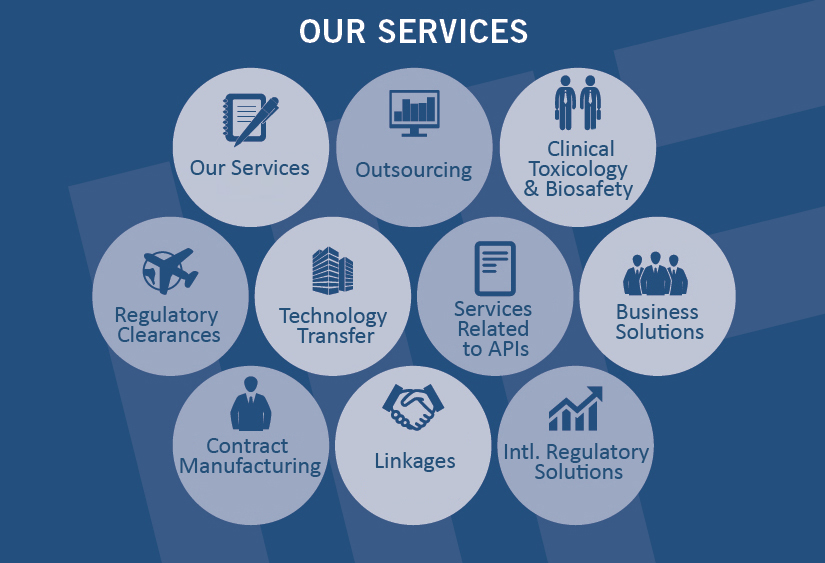 OUR SERVICES
Our Services
Outsourcing
Clinical
Toxicology
& Biosafety
Regulatory
Clearances
Technology
Transfer
Services
Related
to APIs
Business
Solutions
Contract
Manufacturing
Linkages
Intl. Regulatory
Solutions